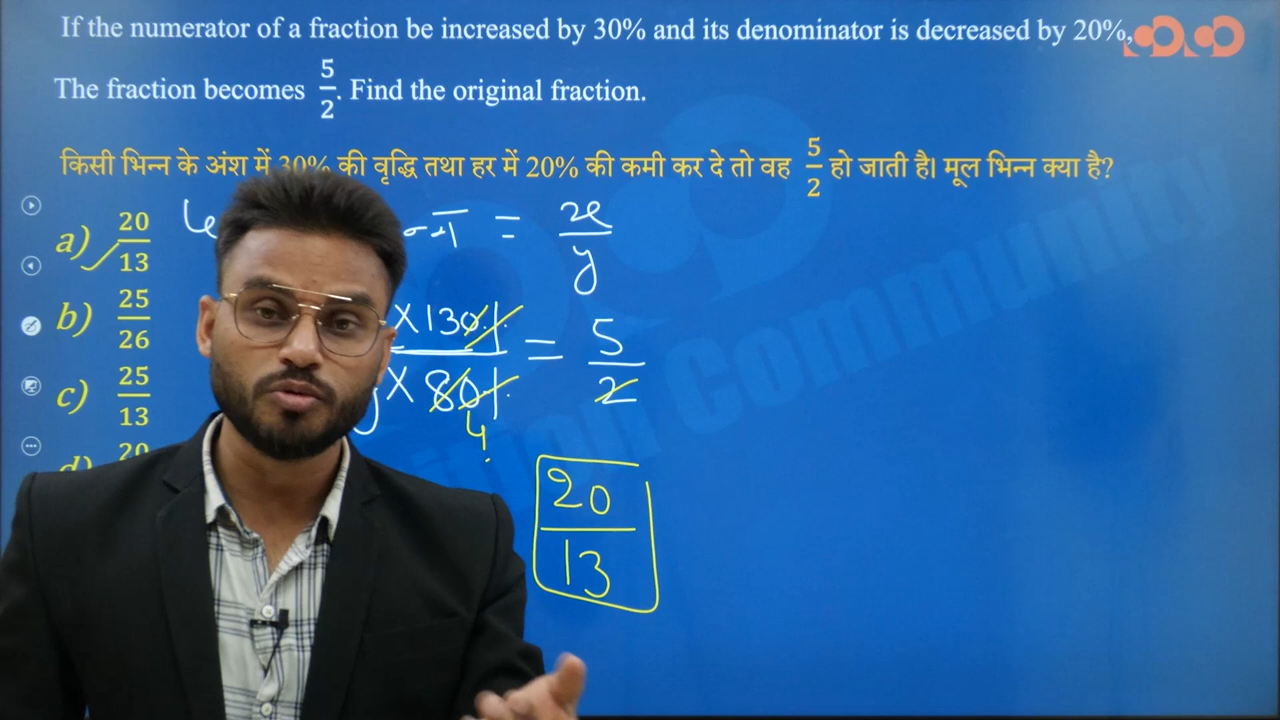 If the numerator of a fraction be increased by 30% and its denominator is decreased by 20%,
The fraction becomes 5/2. Find the original fraction.
किसी भिन्न के अंश में 30% की वृद्धि तथा हर में 20% की कमी कर दे तो वह 5/2 हो जाती है। मूल भिन्न क्या है?
a) 20/13
= x/y
b) 25/26
X 130%
y X 80% = 5/2
4
c) 25/13
d) 20
20/13
Community